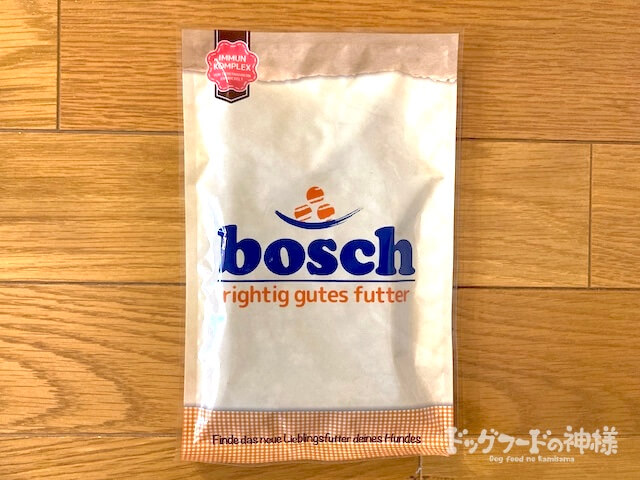 IMMUN
KOMPLEX
bosch
rightig gutes futter
Finde das neue Lieblingsfutter deines Hundes
ドッグフードの神様
Dog Food no Kamisama